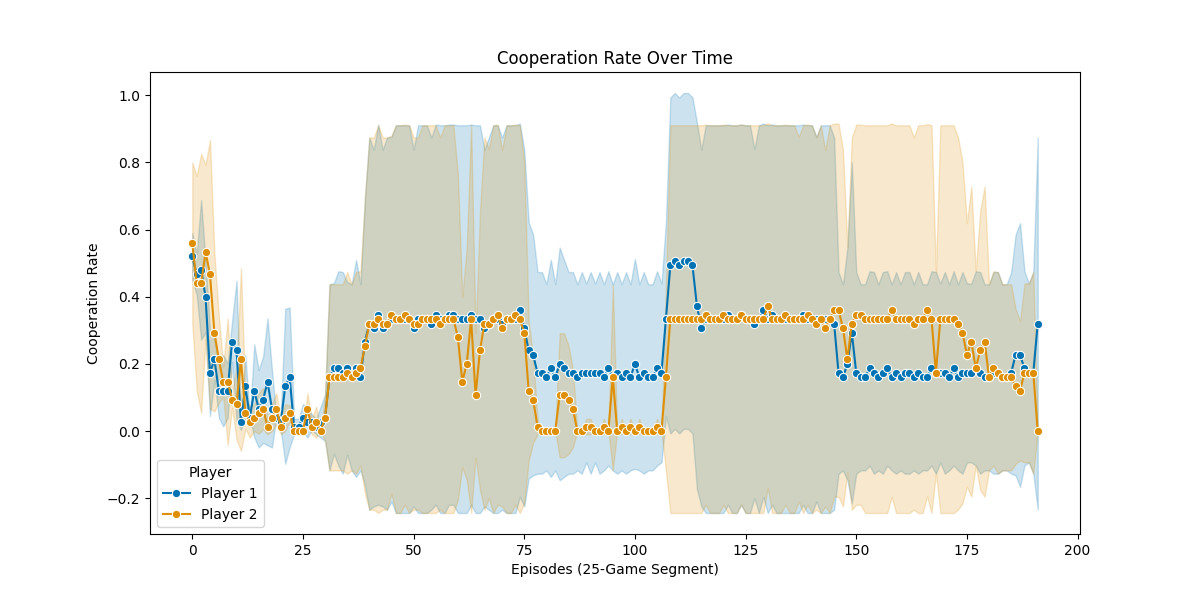 Cooperation Rate Over Time
Cooperation Rate
1.0
0.8
0.6
0.4
0.2
0.0
−0.2
Player
Player 1
Player 2
0 25 50 75 100 125 150 175 200
Episodes (25-Game Segment)